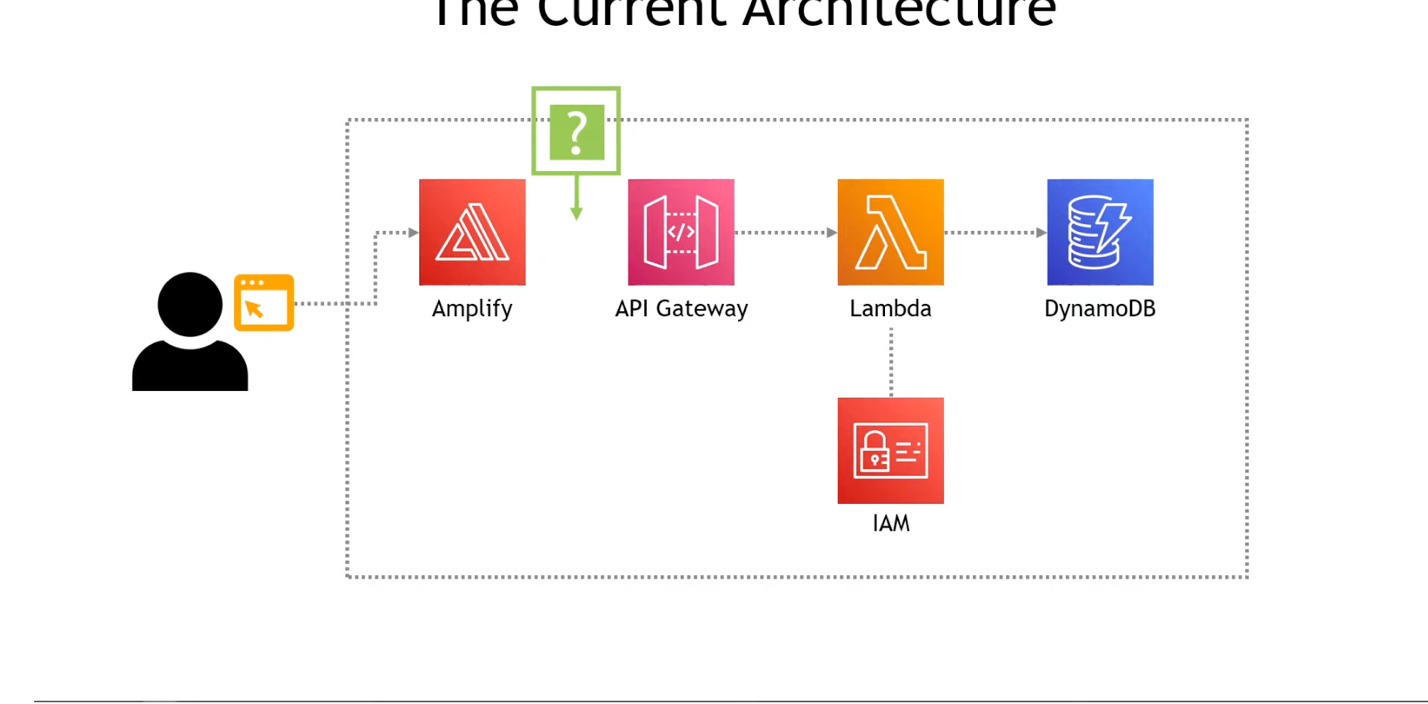 The Current Architecture
?
</>
Amplify
API Gateway
Lambda
DynamoDB
IAM